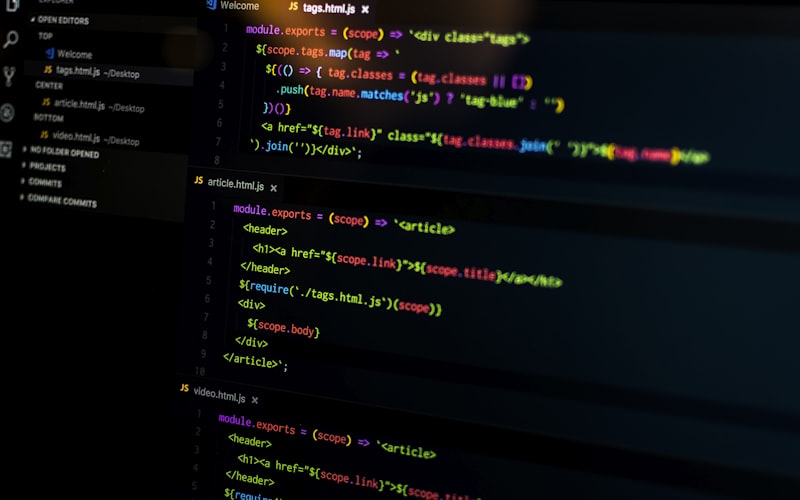 EXPLORER
OPEN EDITORS
TOP
Welcome
tags.html.js ~/Desktop
CENTER
article.html.js ~/Desktop
BOTTOM
video.html.js ~/Desktop
NO FOLDER OPENED
PROJECTS
COMMITS
COMPARE COMMITS
Welcome JS tags.html.js ×
1 module.exports = (scope) => `<div class="tags">
2 ${scope.tags.map(tag => `
3 ${(() => { tag.classes = (tag.classes || [])
4 .push(tag.name.matches('js') ? 'tag-blue' : '')
5 })()}
6 <a href="${tag.link}" class="${tag.classes.join(' ')}">${tag.name}</a>
7 `).join('')}</div>`;
8
JS article.html.js ×
1 module.exports = (scope) => `<article>
2 <header>
3 <h1><a href="${scope.link}">${scope.title}</a></h1>
4 </header>
5 ${require('./tags.html.js')(scope)}
6 <div>
7 ${scope.body}
8 </div>
9 </article>`;
10
JS video.html.js ×
1 module.exports = (scope) => `<article>
2 <header>
3 <h1><a href="${scope.link}">${scope.title
4 </header>
5 ${require('./tags.html.js